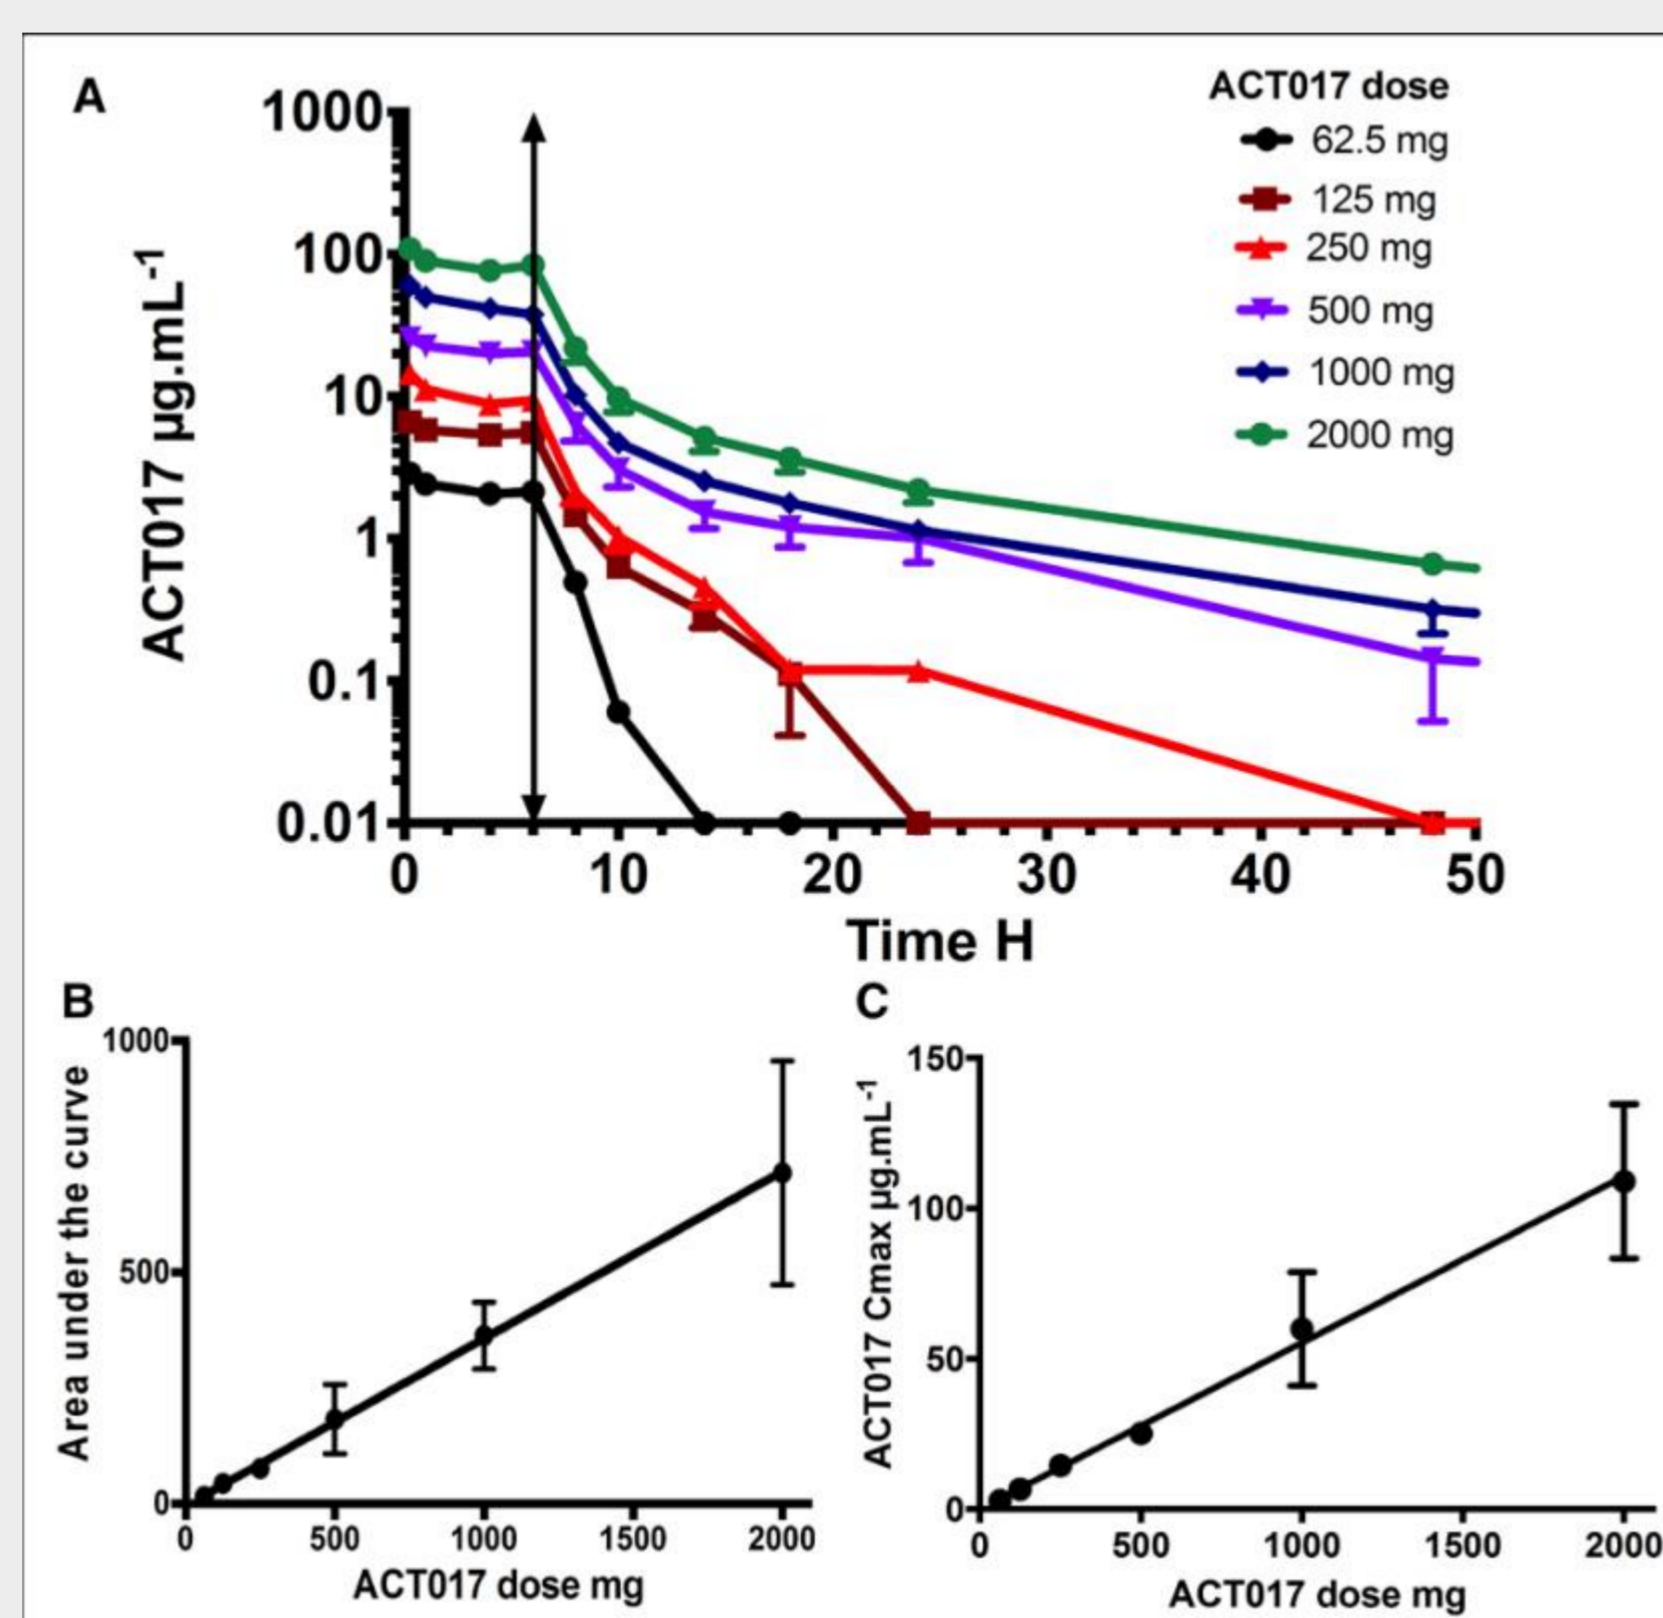 A
ACT017 dose
62.5 mg
125 mg
250 mg
500 mg
1000 mg
2000 mg
ACT017 µg.mL-1
1000
100
10
1
0.1
0.01
0 10 20 30 40 50
Time H
B
Area under the curve
1000
500
0
0 500 1000 1500 2000
ACT017 dose mg
C
ACT017 Cmax µg.mL-1
150
100
50
0
0 500 1000 1500 2000
ACT017 dose mg